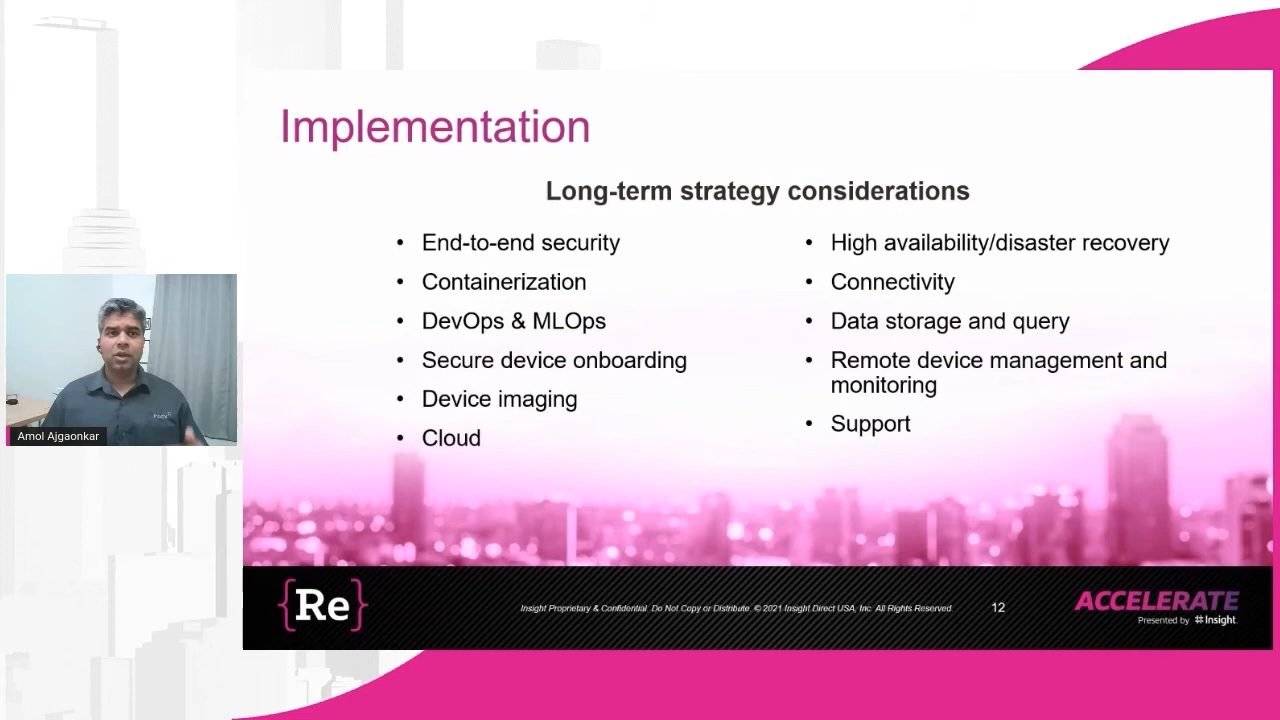 Implementation
Long-term strategy considerations
• End-to-end security
• Containerization
• DevOps & MLOps
• Secure device onboarding
• Device imaging
• Cloud
• High availability/disaster recovery
• Connectivity
• Data storage and query
• Remote device management and
monitoring
• Support
Amol Ajgaonkar
{Re}
Insight Proprietary & Confidential. Do Not Copy or Distribute. © 2021 Insight Direct USA, Inc. All Rights Reserved.
12
ACCELERATE
Presented by Insight.